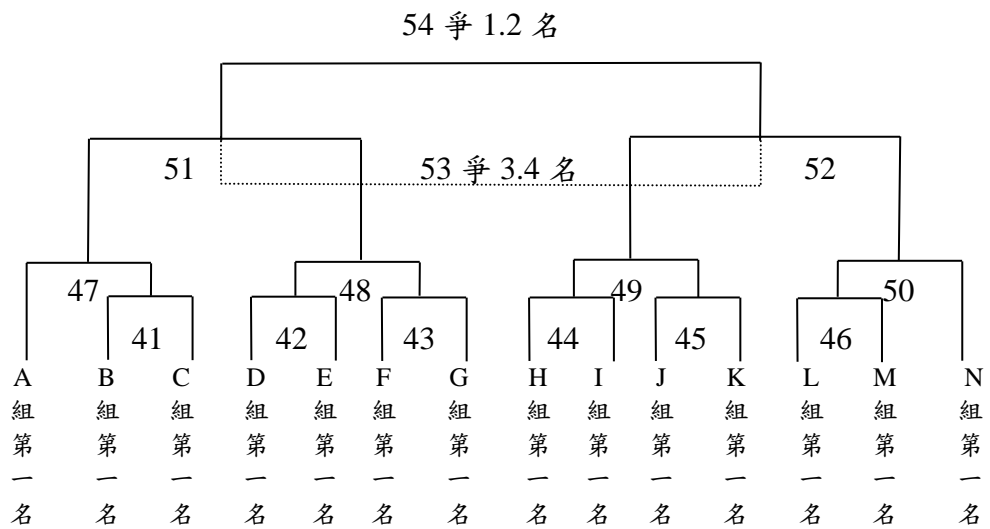 54 爭 1.2 名
51 53 爭 3.4 名 52
47 48 49 50
41 42 43 44 45 46
A B C D E F G H I J K L M N
組 組 組 組 組 組 組 組 組 組 組 組 組 組
第 第 第 第 第 第 第 第 第 第 第 第 第 第
一 一 一 一 一 一 一 一 一 一 一 一 一 一
名 名 名 名 名 名 名 名 名 名 名 名 名 名